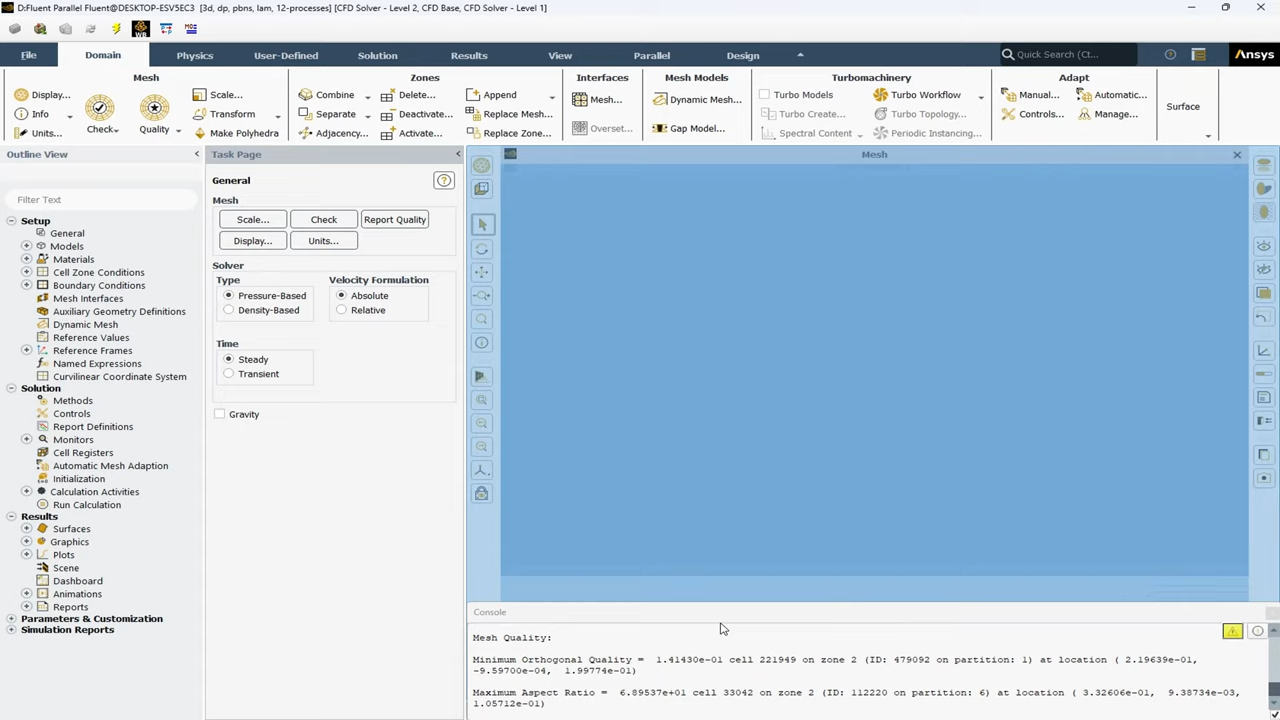 D:Fluent Parallel Fluent@DESKTOP-ESV5EC3 [3d, dp, pbns, lam, 12-processes] [CFD Solver - Level 2, CFD Base, CFD Solver - Level 1]
File Domain Physics User-Defined Solution Results View Parallel Design Quick Search (Ct... Ansys
Mesh Zones Interfaces Mesh Models Turbomachinery Adapt
Display... Scale... Combine Delete... Append Mesh... Dynamic Mesh... Turbo Models Turbo Workflow Manual... Automatic...
Info Check Quality Transform Separate Deactivate... Replace Mesh... Turbo Create... Turbo Topology... Controls... Manage... Surface
Units... Make Polyhedra Adjacency... Activate... Replace Zone... Overset... Gap Model... Spectral Content Periodic Instancing...
Outline View
Filter Text
Setup
General
Models
Materials
Cell Zone Conditions
Boundary Conditions
Mesh Interfaces
Auxiliary Geometry Definitions
Dynamic Mesh
Reference Values
Reference Frames
Named Expressions
Curvilinear Coordinate System
Solution
Methods
Controls
Report Definitions
Monitors
Cell Registers
Automatic Mesh Adaption
Initialization
Calculation Activities
Run Calculation
Results
Surfaces
Graphics
Plots
Scene
Dashboard
Animations
Reports
Parameters & Customization
Simulation Reports
Task Page
General
Mesh
Scale... Check Report Quality
Display... Units...
Solver
Type Velocity Formulation
Pressure-Based Absolute
Density-Based Relative
Time
Steady
Transient
Gravity
Mesh
Console
Mesh Quality:
Minimum Orthogonal Quality = 1.41430e-01 cell 221949 on zone 2 (ID: 479092 on partition: 1) at location ( 2.19639e-01,
-9.59700e-04, 1.99774e-01)
Maximum Aspect Ratio = 6.89537e+01 cell 33042 on zone 2 (ID: 112220 on partition: 6) at location ( 3.32606e-01, 9.38734e-03,
1.05712e-01)